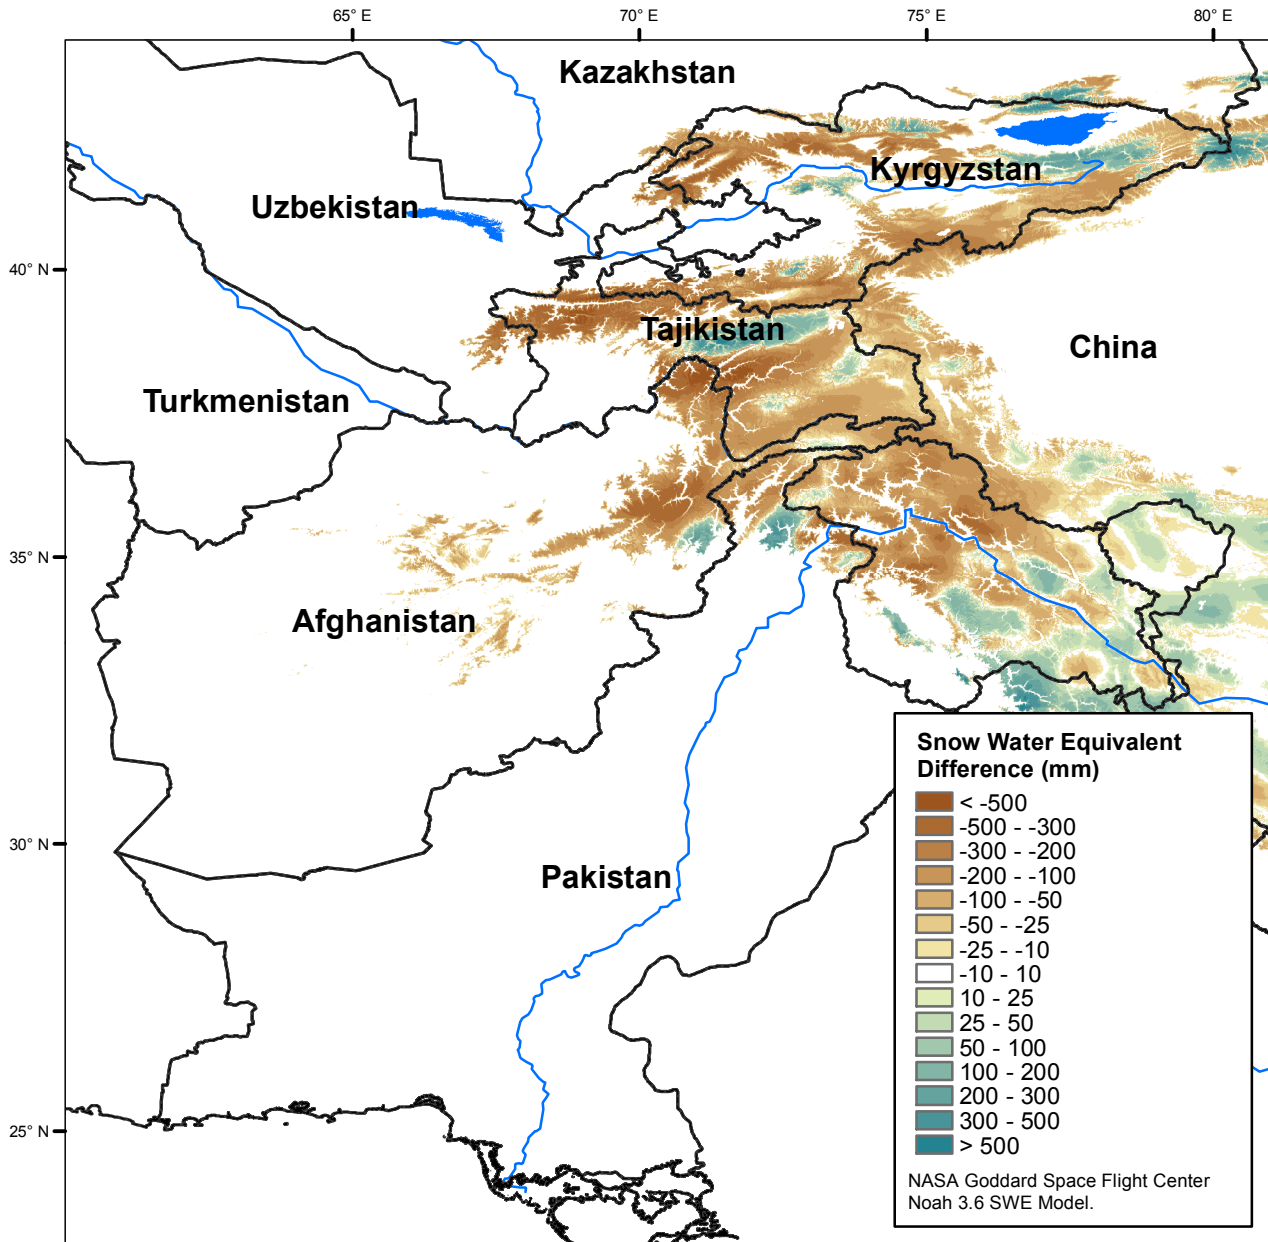 65° E
70° E
75° E
80° E
Kazakhstan
Kyrgyzstan
Uzbekistan
40° N
Tajikistan
China
Turkmenistan
35° N
Afghanistan
30° N
Pakistan
25° N
Snow Water Equivalent
Difference (mm)
< -500
-500 - -300
-300 - -200
-200 - -100
-100 - -50
-50 - -25
-25 - -10
-10 - 10
10 - 25
25 - 50
50 - 100
100 - 200
200 - 300
300 - 500
> 500
NASA Goddard Space Flight Center
Noah 3.6 SWE Model.